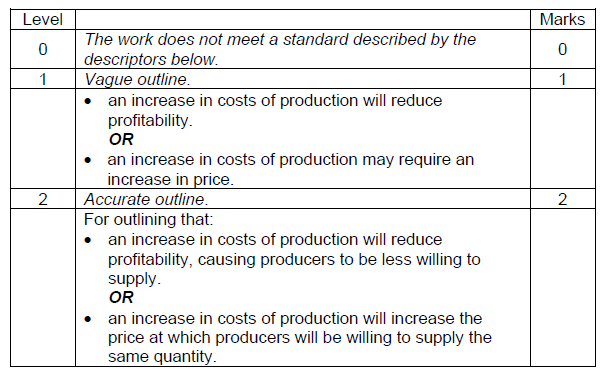 Level Marks
0 The work does not meet a standard described by the descriptors below. 0
1 Vague outline. 1
• an increase in costs of production will reduce
profitability.
OR
• an increase in costs of production may require an
increase in price.
2 Accurate outline. 2
For outlining that:
• an increase in costs of production will reduce
profitability, causing producers to be less willing to
supply.
OR
• an increase in costs of production will increase the
price at which producers will be willing to supply the
same quantity.